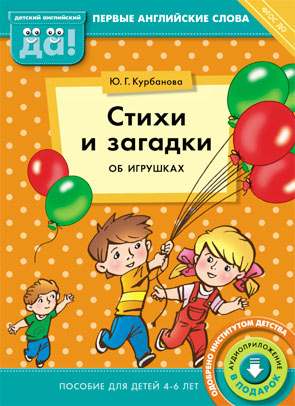 детский английский
ПЕРВЫЕ АНГЛИЙСКИЕ СЛОВА
да!
ФГОС ДО
Ю. Г. Курбанова
Стихи и загадки
ОБ ИГРУШКАХ
ОДОБРЕНО ИНСТИТУТОМ ДЕТСТВА
АУДИОПРИЛОЖЕНИЕ
В ПОДАРОК
ПОСОБИЕ ДЛЯ ДЕТЕЙ 4-6 ЛЕТ